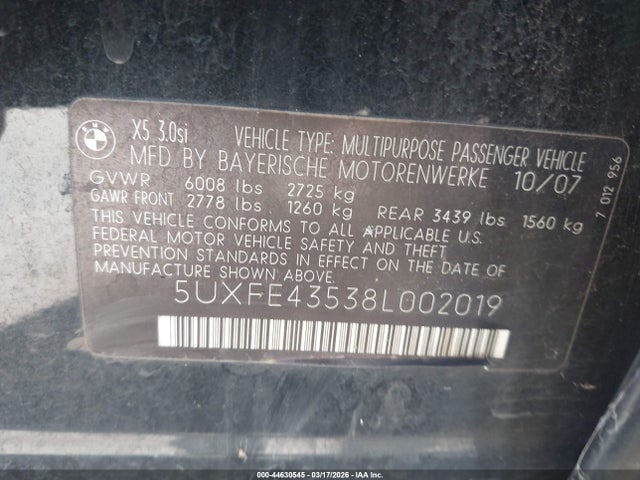 BMW
X5 3.0si VEHICLE TYPE: MULTIPURPOSE PASSENGER VEHICLE
MFD BY BAYERISCHE MOTORENWERKE 10/07
GVWR 6008 lbs 2725 kg
GAWR FRONT 2778 lbs 1260 kg REAR 3439 lbs 1560 kg
THIS VEHICLE CONFORMS TO ALL APPLICABLE U.S.
FEDERAL MOTOR VEHICLE SAFETY AND THEFT
PREVENTION STANDARDS IN EFFECT ON THE DATE OF
MANUFACTURE SHOWN ABOVE.
5UXFE43538L002019
7 012 956
000-44630545 - 03/17/2026 - IAA Inc.